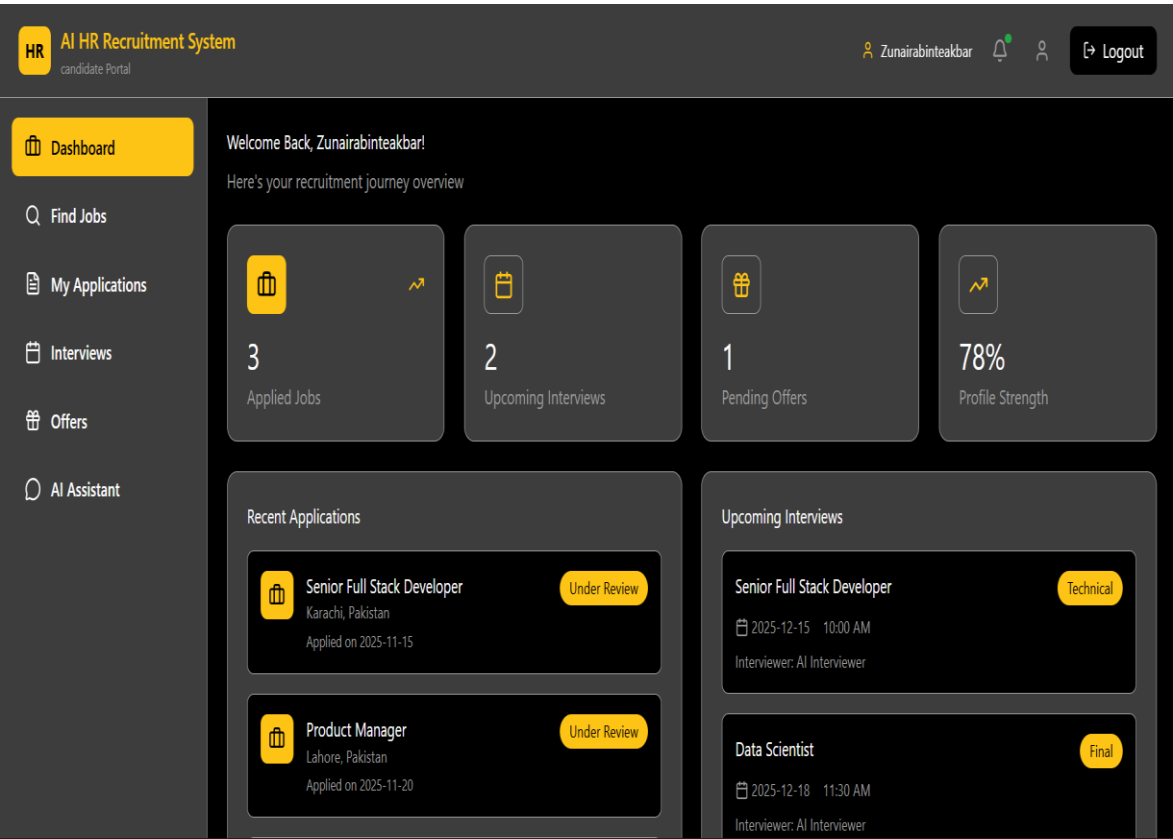 HR
AI HR Recruitment System
candidate Portal
Zunairabinteakbar
Logout
Dashboard
Find Jobs
My Applications
Interviews
Offers
AI Assistant
Welcome Back, Zunairabinteakbar!
Here's your recruitment journey overview
3
Applied Jobs
2
Upcoming Interviews
1
Pending Offers
78%
Profile Strength
Recent Applications
Senior Full Stack Developer
Under Review
Karachi, Pakistan
Applied on 2025-11-15
Product Manager
Under Review
Lahore, Pakistan
Applied on 2025-11-20
Upcoming Interviews
Senior Full Stack Developer
Technical
2025-12-15 10:00 AM
Interviewer: AI Interviewer
Data Scientist
Final
2025-12-18 11:30 AM
Interviewer: AI Interviewer